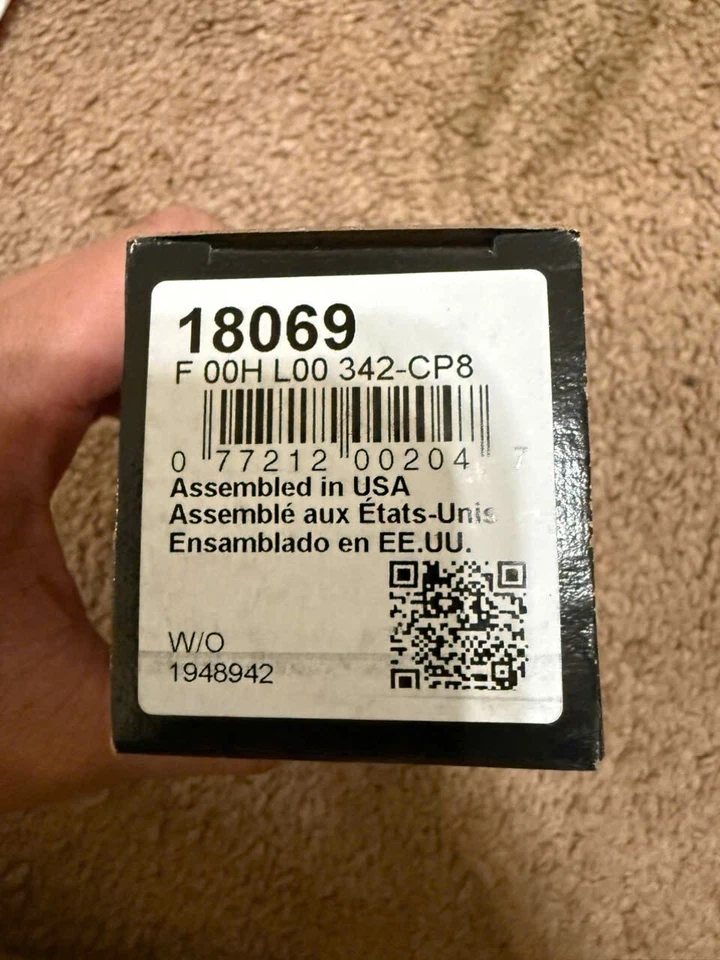 18069
F 00H L00 342-CP8
0 77212 00204 7
Assembled in USA
Assemblé aux États-Unis
Ensamblado en EE.UU.
W/O
1948942